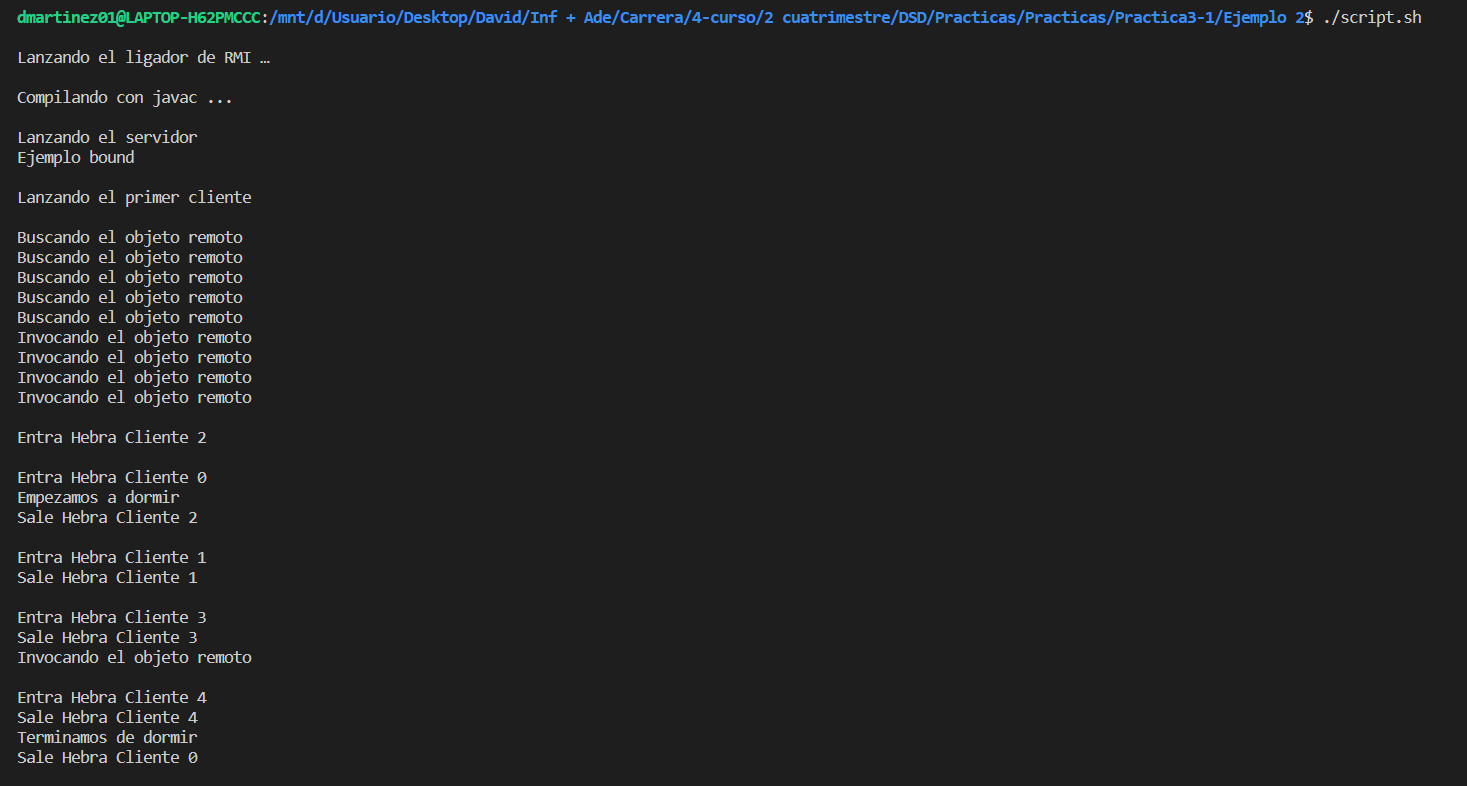 dmartinez01@LAPTOP-H62PMCCC:/mnt/d/Usuario/Desktop/David/Inf + Ade/Carrera/4-curso/2 cuatrimestre/DSD/Practicas/Practicas/Practica3-1/Ejemplo 2$ ./script.sh
Lanzando el ligador de RMI …
Compilando con javac ...
Lanzando el servidor
Ejemplo bound
Lanzando el primer cliente
Buscando el objeto remoto
Buscando el objeto remoto
Buscando el objeto remoto
Buscando el objeto remoto
Buscando el objeto remoto
Invocando el objeto remoto
Invocando el objeto remoto
Invocando el objeto remoto
Invocando el objeto remoto
Entra Hebra Cliente 2
Entra Hebra Cliente 0
Empezamos a dormir
Sale Hebra Cliente 2
Entra Hebra Cliente 1
Sale Hebra Cliente 1
Entra Hebra Cliente 3
Sale Hebra Cliente 3
Invocando el objeto remoto
Entra Hebra Cliente 4
Sale Hebra Cliente 4
Terminamos de dormir
Sale Hebra Cliente 0